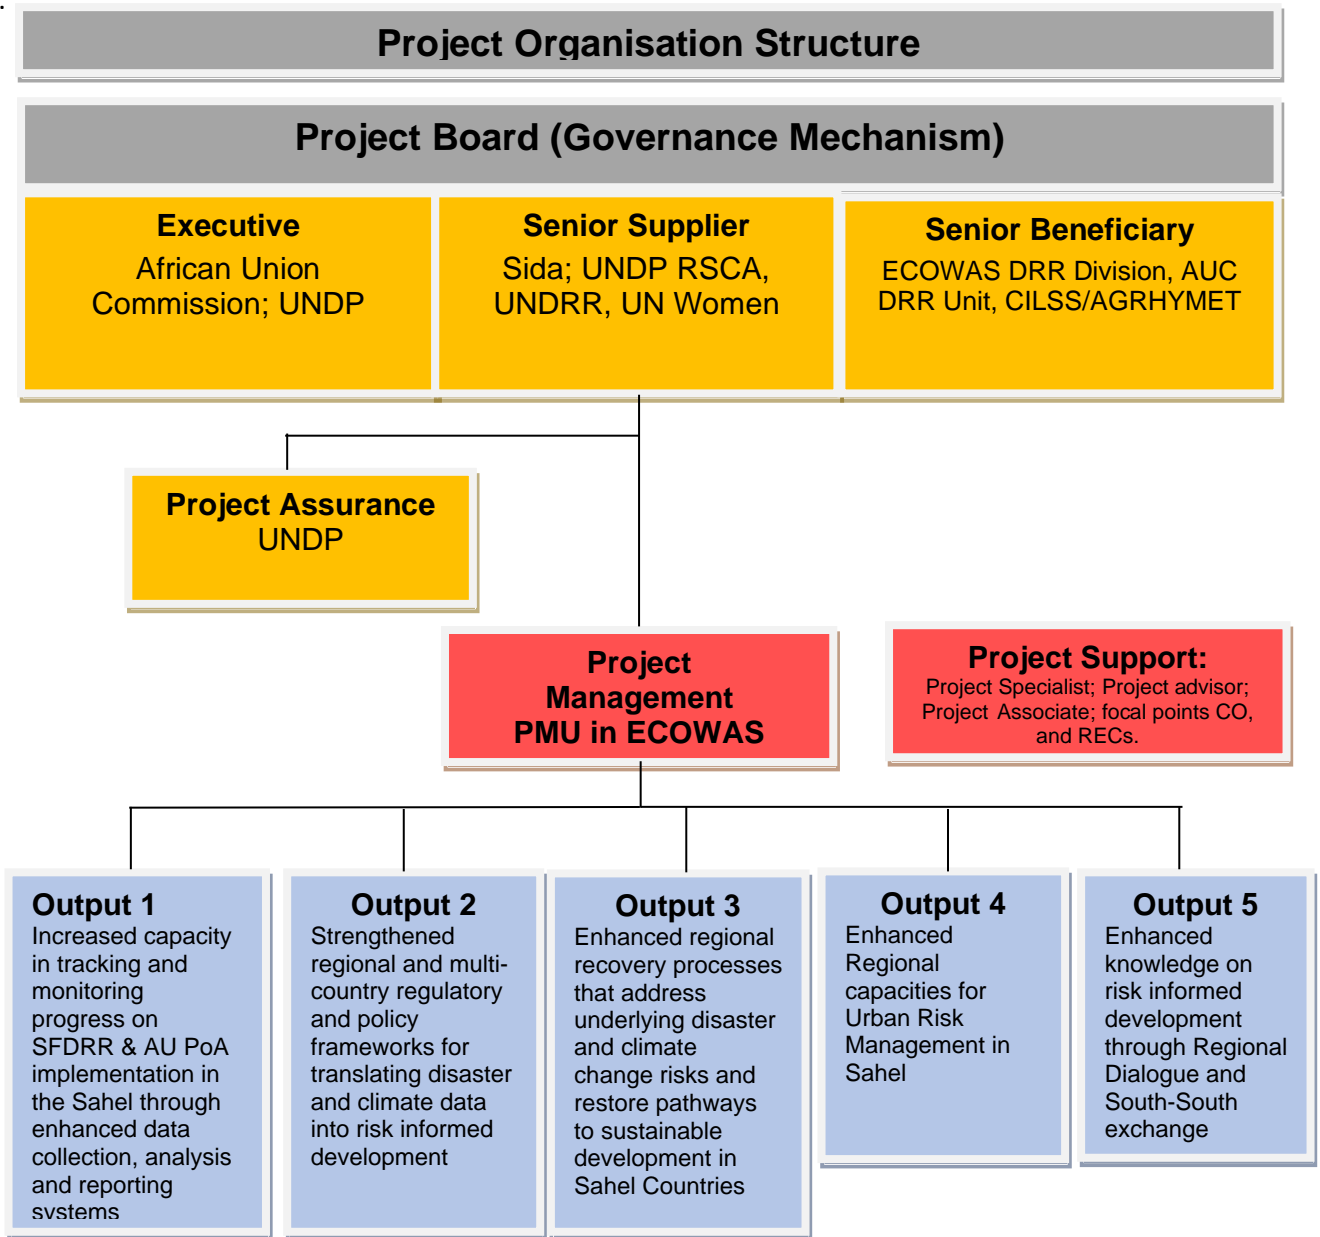 .
Project Organisation Structure
Project Board (Governance Mechanism)
Executive
African Union
Commission; UNDP
Senior Supplier
Sida; UNDP RSCA,
UNDRR, UN Women
Senior Beneficiary
ECOWAS DRR Division, AUC
DRR Unit, CILSS/AGRHYMET
Project Assurance
UNDP
Project
Management
PMU in ECOWAS
Project Support:
Project Specialist; Project advisor;
Project Associate; focal points CO,
and RECs.
Output 1
Increased capacity
in tracking and
monitoring
progress on
SFDRR & AU PoA
implementation in
the Sahel through
enhanced data
collection, analysis
and reporting
systems
Output 2
Strengthened
regional and multi-
country regulatory
and policy
frameworks for
translating disaster
and climate data
into risk informed
development
Output 3
Enhanced regional
recovery processes
that address
underlying disaster
and climate
change risks and
restore pathways
to sustainable
development in
Sahel Countries
Output 4
Enhanced
Regional
capacities for
Urban Risk
Management in
Sahel
Output 5
Enhanced
knowledge on
risk informed
development
through Regional
Dialogue and
South-South
exchange